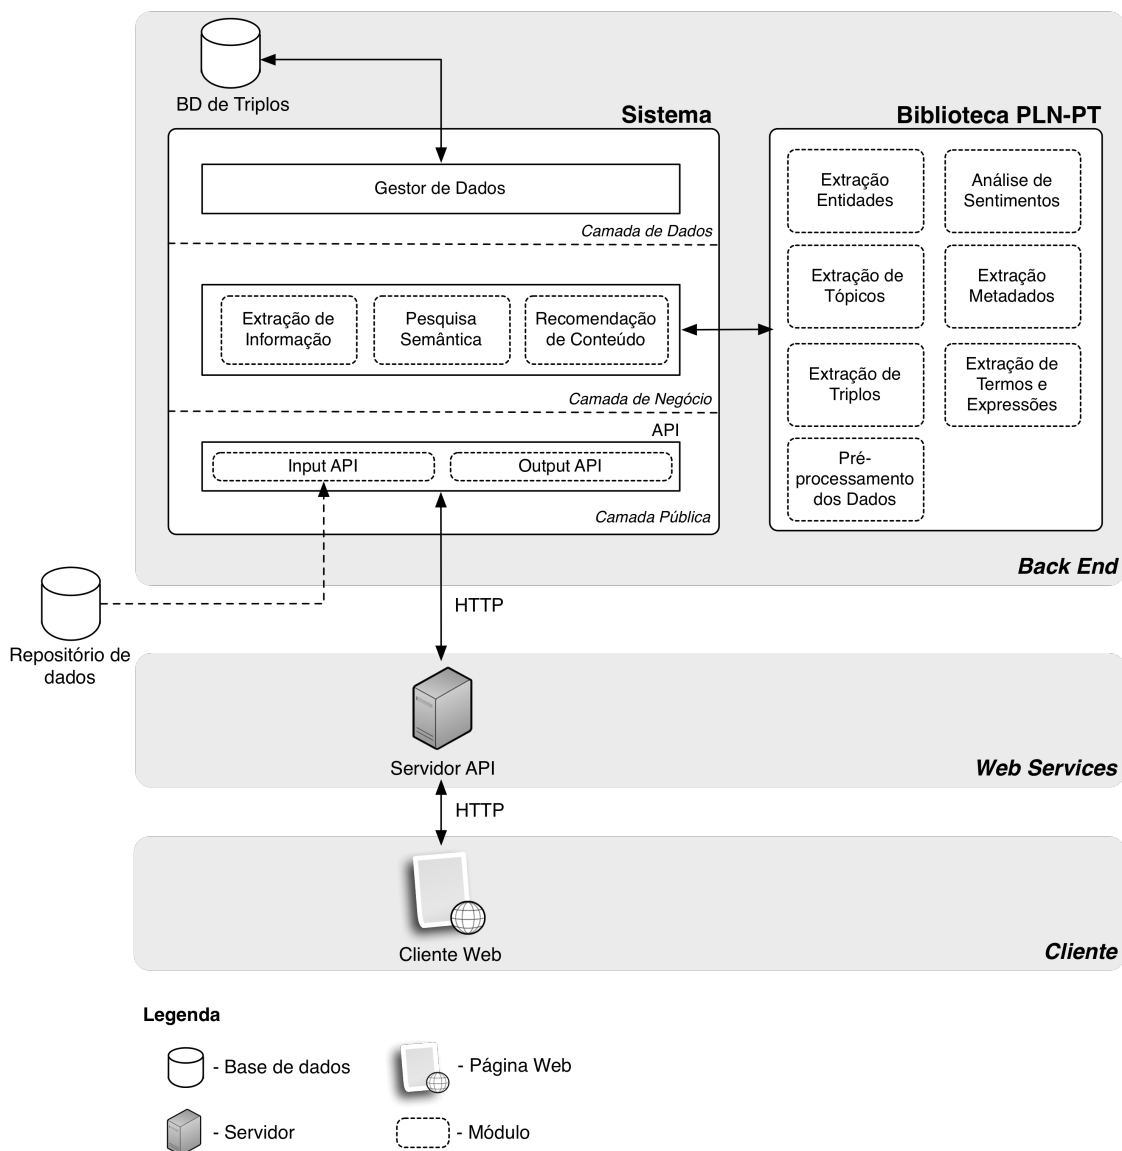 BD de Triplos
Sistema
Biblioteca PLN-PT
Gestor de Dados
Camada de Dados
Extração de
Informação
Pesquisa
Semântica
Recomendação
de Conteúdo
Camada de Negócio
API
Input API
Output API
Camada Pública
Extração
Entidades
Análise de
Sentimentos
Extração de
Tópicos
Extração
Metadados
Extração de
Triplos
Extração de
Termos e
Expressões
Pré-
processamento
dos Dados
Back End
Repositório de
dados
HTTP
Servidor API
Web Services
HTTP
Cliente Web
Cliente
Legenda
- Base de dados
- Página Web
- Servidor
- Módulo